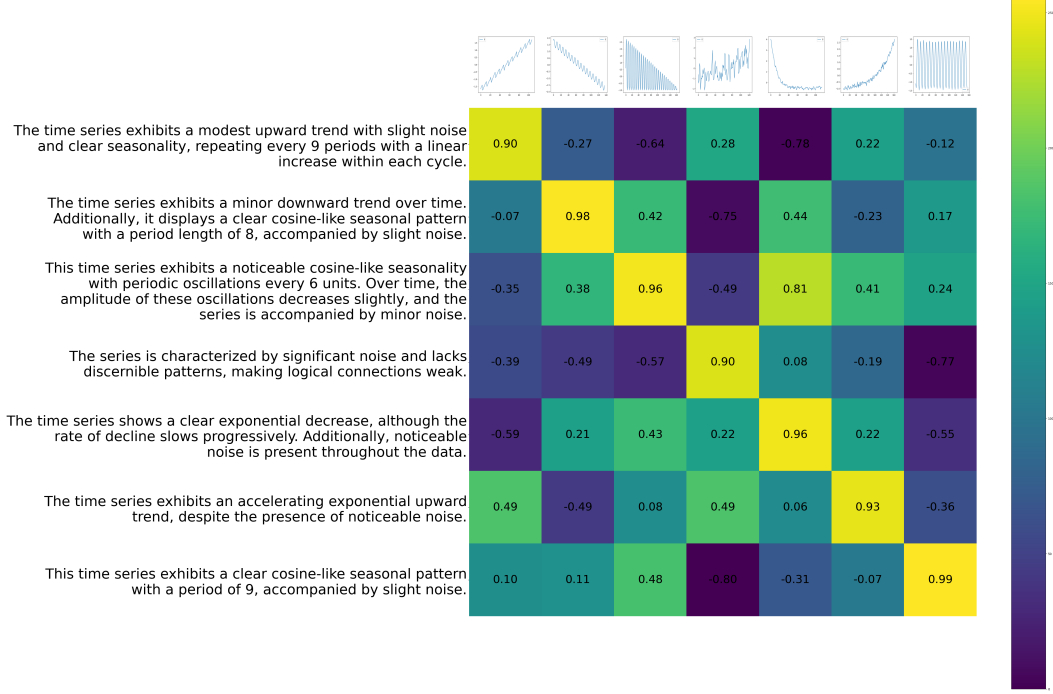 The time series exhibits a modest upward trend with slight noise
and clear seasonality, repeating every 9 periods with a linear
increase within each cycle.
0.90 -0.27 -0.64 0.28 -0.78 0.22 -0.12
The time series exhibits a minor downward trend over time.
Additionally, it displays a clear cosine-like seasonal pattern
with a period length of 8, accompanied by slight noise.
-0.07 0.98 0.42 -0.75 0.44 -0.23 0.17
This time series exhibits a noticeable cosine-like seasonality
with periodic oscillations every 6 units. Over time, the
amplitude of these oscillations decreases slightly, and the
series is accompanied by minor noise.
-0.35 0.38 0.96 -0.49 0.81 0.41 0.24
The series is characterized by significant noise and lacks
discernible patterns, making logical connections weak.
-0.39 -0.49 -0.57 0.90 0.08 -0.19 -0.77
The time series shows a clear exponential decrease, although the
rate of decline slows progressively. Additionally, noticeable
noise is present throughout the data.
-0.59 0.21 0.43 0.22 0.96 0.22 -0.55
The time series exhibits an accelerating exponential upward
trend, despite the presence of noticeable noise.
0.49 -0.49 0.08 0.49 0.06 0.93 -0.36
This time series exhibits a clear cosine-like seasonal pattern
with a period of 9, accompanied by slight noise.
0.10 0.11 0.48 -0.80 -0.31 -0.07 0.99